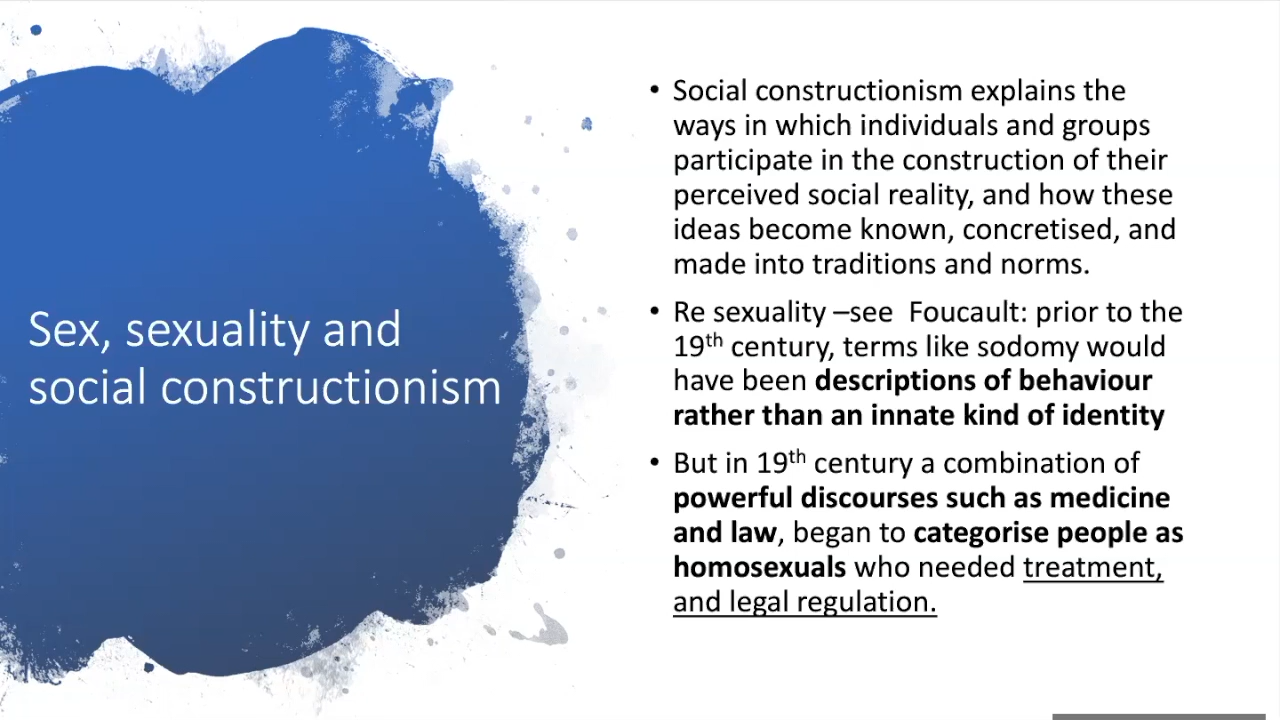 Sex, sexuality and
social constructionism
• Social constructionism explains the
ways in which individuals and groups
participate in the construction of their
perceived social reality, and how these
ideas become known, concretised, and
made into traditions and norms.
• Re sexuality –see  Foucault: prior to the
19th century, terms like sodomy would
have been descriptions of behaviour
rather than an innate kind of identity
• But in 19th century a combination of
powerful discourses such as medicine
and law, began to categorise people as
homosexuals who needed treatment,
and legal regulation.